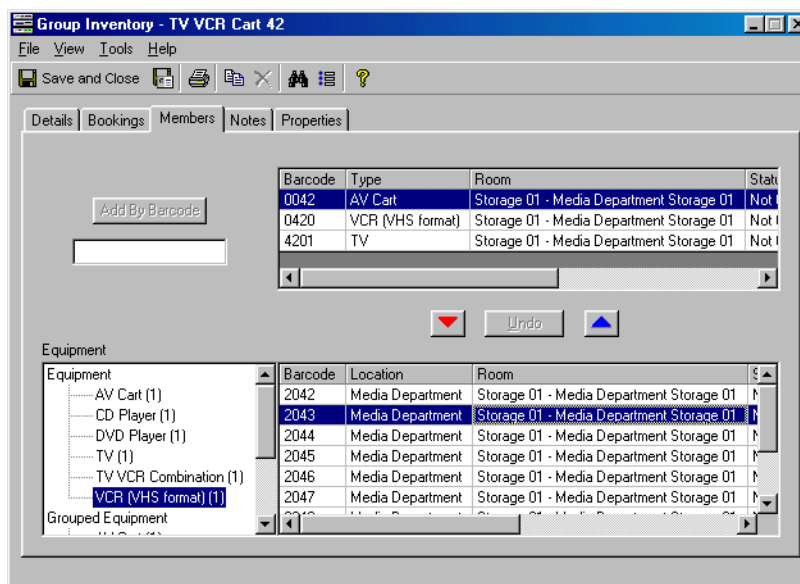 Group Inventory - TV VCR Cart 42
File View Tools Help
Save and Close
Details Bookings Members Notes Properties
Barcode Type Room
0042 AV Cart Storage 01 - Media Department Storage 01 Not
0420 VCR (VHS format) Storage 01 - Media Department Storage 01 Not
4201 TV Storage 01 - Media Department Storage 01 Not
Add By Barcode
Undo
Equipment
Equipment
AV Cart (1)
CD Player (1)
DVD Player (1)
TV (1)
TV VCR Combination (1)
VCR (VHS format) (1)
Grouped Equipment
Barcode Location Room
2042 Media Department Storage 01 - Media Department Storage 01
2043 Media Department Storage 01 - Media Department Storage 01
2044 Media Department Storage 01 - Media Department Storage 01
2045 Media Department Storage 01 - Media Department Storage 01
2046 Media Department Storage 01 - Media Department Storage 01
2047 Media Department Storage 01 - Media Department Storage 01